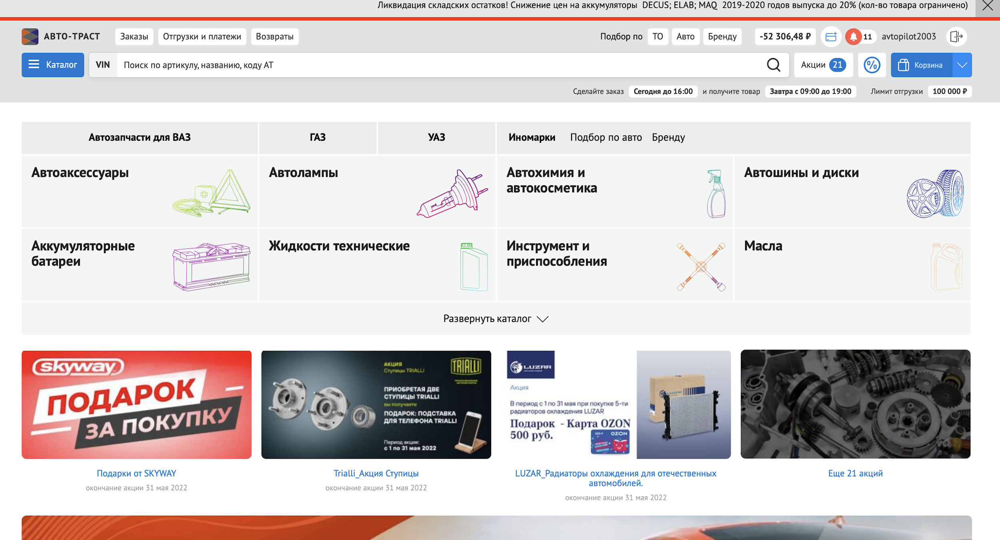 Ликвидация складских остатков! Снижение цен на аккумуляторы DECUS; ELAB; MAQ 2019-2020 годов выпуска до 20% (кол-во товара ограничено)
АВТО-ТРАСТ
Заказы
Отгрузки и платежи
Возвраты
Подбор по
ТО
Авто
Бренду
-52 306,48 ₽
11
avtopilot2003
Каталог
VIN
Поиск по артикулу, названию, коду АТ
Акции 21
%
Корзина
Сделайте заказ Сегодня до 16:00 и получите товар Завтра с 09:00 до 19:00
Лимит отгрузки 100 000 ₽
Автозапчасти для ВАЗ
ГАЗ
УАЗ
Иномарки
Подбор по авто
Бренду
Автоаксессуары
Автолампы
Автохимия и
автокосметика
Автошины и диски
Аккумуляторные
батареи
Жидкости технические
Инструмент и
приспособления
Масла
Развернуть каталог
skyway
ПОДАРОК
ЗА ПОКУПКУ
АКЦИЯ
Ступицы TRIALLI
TRIALLI
ПРИОБРЕТАЯ ДВЕ
СТУПИЦЫ TRIALLI
вы получаете
ПОДАРОК: ПОДСТАВКА
ДЛЯ ТЕЛЕФОНА TRIALLI
Период акции:
с 1 по 31 мая 2022
LUZAR
Акция
В период с 1 по 31 мая при покупке 5-ти
радиаторов охлаждения LUZAR
Подарок - Карта OZON
500 руб.
500 ₽ OZON
LUZAR
Подарки от SKYWAY
окончание акции 31 мая 2022
Trialli_Акция Ступицы
окончание акции 31 мая 2022
LUZAR_Радиаторы охлаждения для отечественных
автомобилей.
окончание акции 31 мая 2022
Еще 21 акций